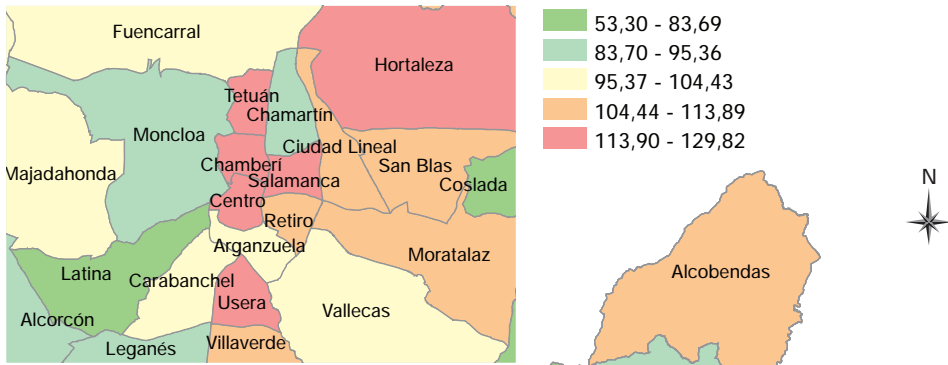 Fuencarral
Hortaleza
Tetuán
Chamartín
Moncloa
Ciudad Lineal
Chamberí
San Blas
Majadahonda
Salamanca
Coslada
Centro
Retiro
Arganzuela
Moratalaz
Latina
Carabanchel
Usera
Vallecas
Alcorcón
Leganés
Villaverde
53,30 - 83,69
83,70 - 95,36
95,37 - 104,43
104,44 - 113,89
113,90 - 129,82
N
Alcobendas